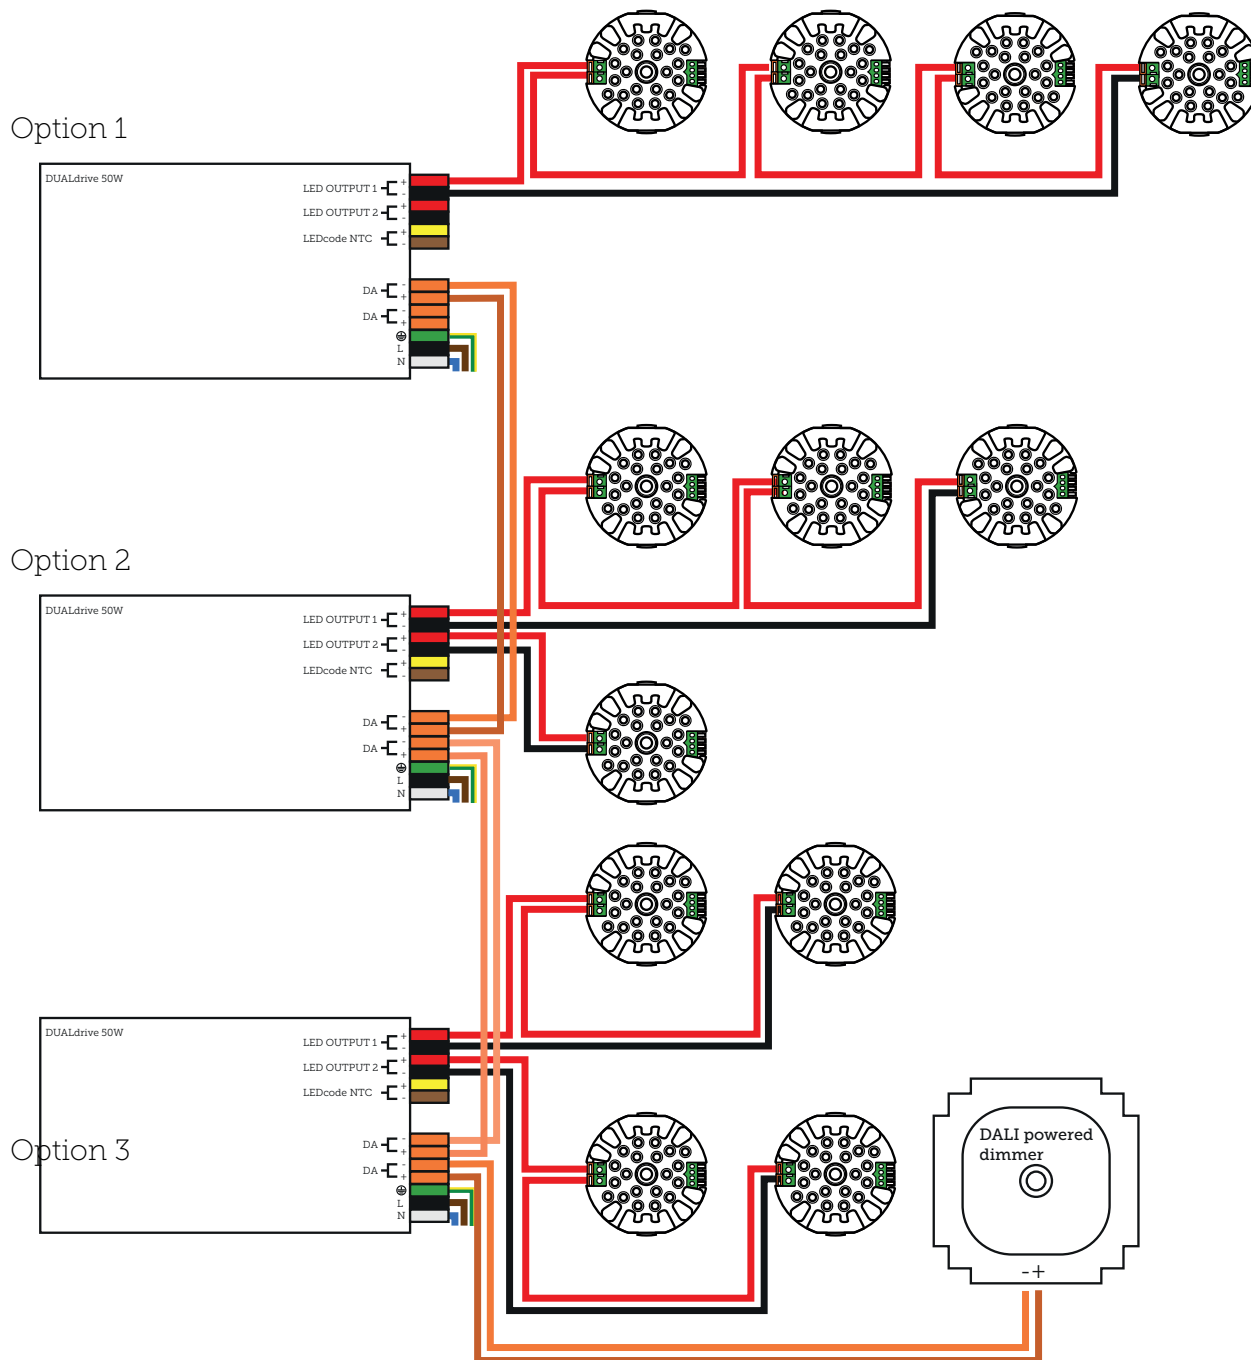 Option 1
DUALdrive 50W
LED OUTPUT 1 + -
LED OUTPUT 2 + -
LEDcode NTC + -
DA - +
DA - +
L
N
Option 2
DUALdrive 50W
LED OUTPUT 1 + -
LED OUTPUT 2 + -
LEDcode NTC + -
DA - +
DA - +
L
N
DUALdrive 50W
LED OUTPUT 1 + -
LED OUTPUT 2 + -
LEDcode NTC + -
Option 3
DA - +
DA - +
L
N
DALI powered
dimmer
-+